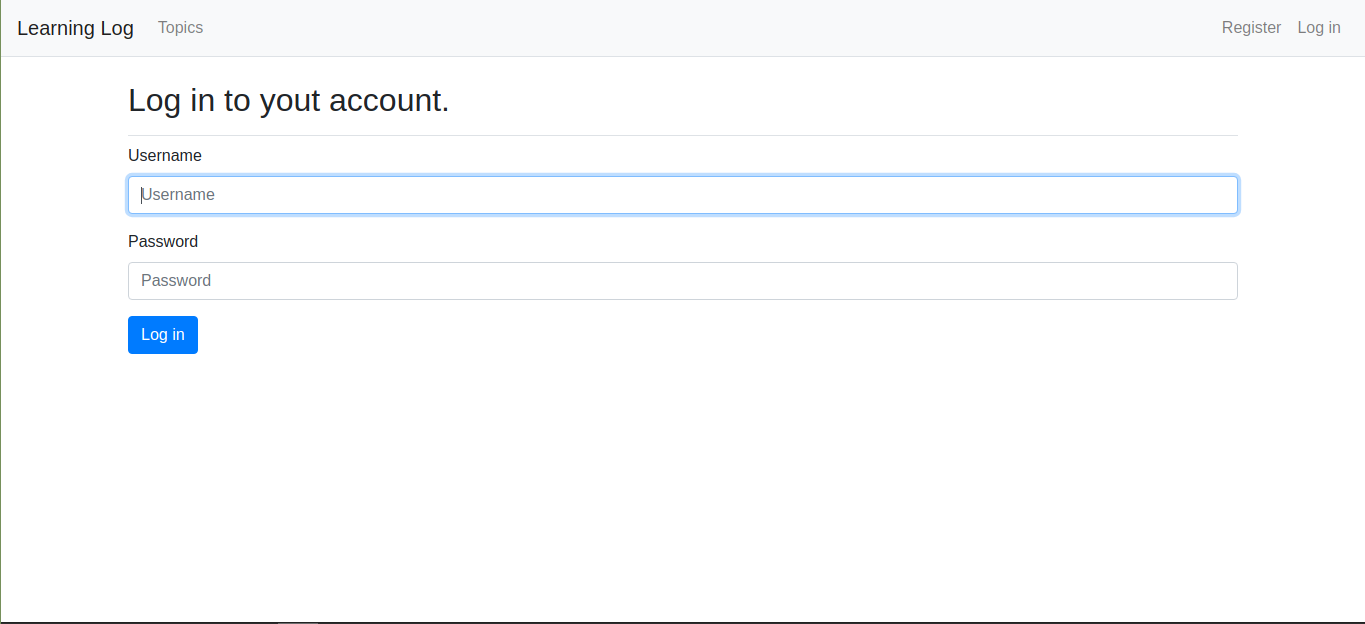 Learning Log Topics Register Log in
Log in to yout account.
Username
Username
Password
Password
Log in